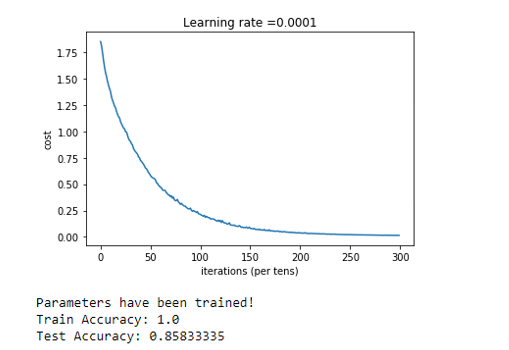 Learning rate =0.0001
1.75
1.50
1.25
1.00
0.75
0.50
0.25
0.00
cost
0 50 100 150 200 250 300
iterations (per tens)
Parameters have been trained!
Train Accuracy: 1.0
Test Accuracy: 0.85833335